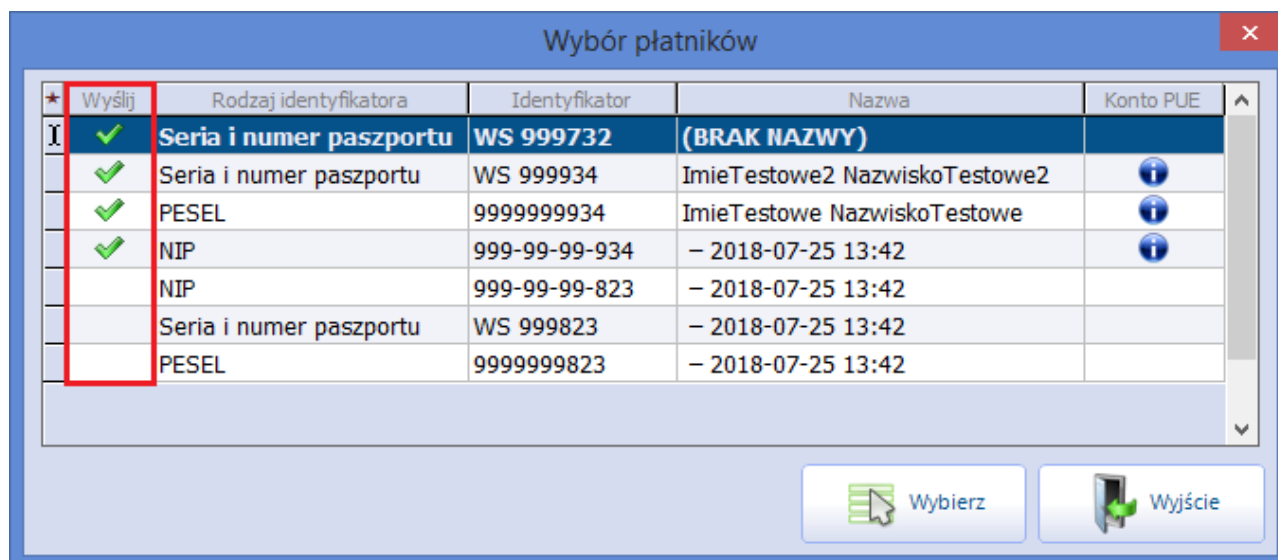 Wybór płatników
Wyślij Rodzaj identyfikatora Identyfikator Nazwa Konto PUE
Seria i numer paszportu WS 999732 (BRAK NAZWY)
Seria i numer paszportu WS 999934 ImieTestowe2 NazwiskoTestowe2
PESEL 9999999934 ImieTestowe NazwiskoTestowe
NIP 999-99-99-934 – 2018-07-25 13:42
NIP 999-99-99-823 – 2018-07-25 13:42
Seria i numer paszportu WS 999823 – 2018-07-25 13:42
PESEL 9999999823 – 2018-07-25 13:42
Wybierz Wyjście